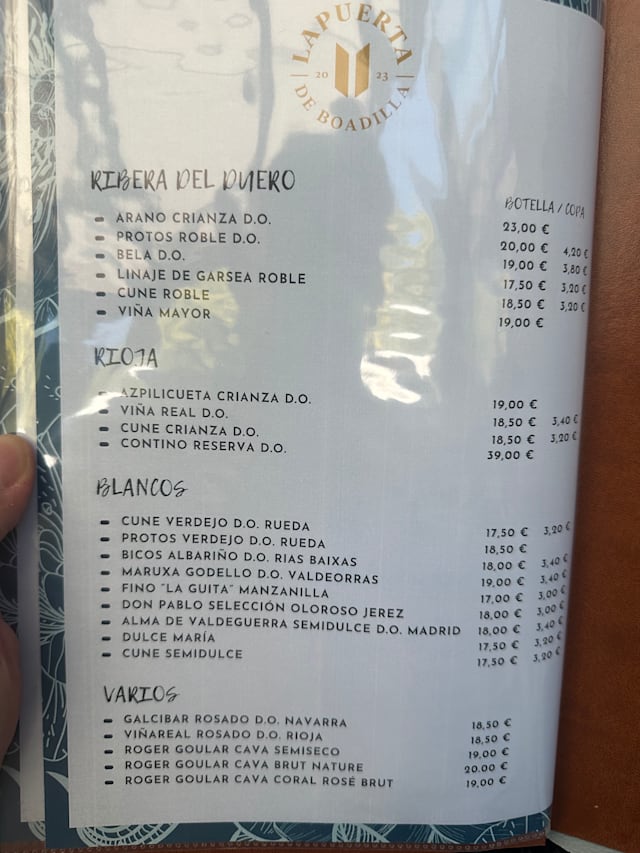 LAPUERTA
20 23
DE BOADILLA
RIBERA DEL DUERO
BOTELLA / COPA
- ARANO CRIANZA D.O. 23,00 €
- PROTOS ROBLE D.O. 20,00 € 4,20 €
- BELA D.O. 19,00 € 3,80 €
- LINAJE DE GARSEA ROBLE 17,50 € 3,20 €
- CUNE ROBLE 18,50 € 3,20 €
- VIÑA MAYOR 19,00 €
RIOJA
- AZPILICUETA CRIANZA D.O. 19,00 €
- VIÑA REAL D.O. 18,50 € 3,40 €
- CUNE CRIANZA D.O. 18,50 € 3,20 €
- CONTINO RESERVA D.O. 39,00 €
BLANCOS
- CUNE VERDEJO D.O. RUEDA 17,50 € 3,20 €
- PROTOS VERDEJO D.O. RUEDA 18,50 €
- BICOS ALBARIÑO D.O. RIAS BAIXAS 18,00 € 3,40 €
- MARUXA GODELLO D.O. VALDEORRAS 19,00 € 3,40 €
- FINO "LA GUITA" MANZANILLA 17,00 € 3,00 €
- DON PABLO SELECCIÓN OLOROSO JEREZ 18,00 € 3,00 €
- ALMA DE VALDEGUERRA SEMIDULCE D.O. MADRID 18,00 € 3,40 €
- DULCE MARÍA 17,50 € 3,20 €
- CUNE SEMIDULCE 17,50 € 3,20 €
VARIOS
- GALCIBAR ROSADO D.O. NAVARRA 18,50 €
- VIÑAREAL ROSADO D.O. RIOJA 18,50 €
- ROGER GOULAR CAVA SEMISECO 19,00 €
- ROGER GOULAR CAVA BRUT NATURE 20.00 €
- ROGER GOULAR CAVA CORAL ROSÉ BRUT 19,00 €